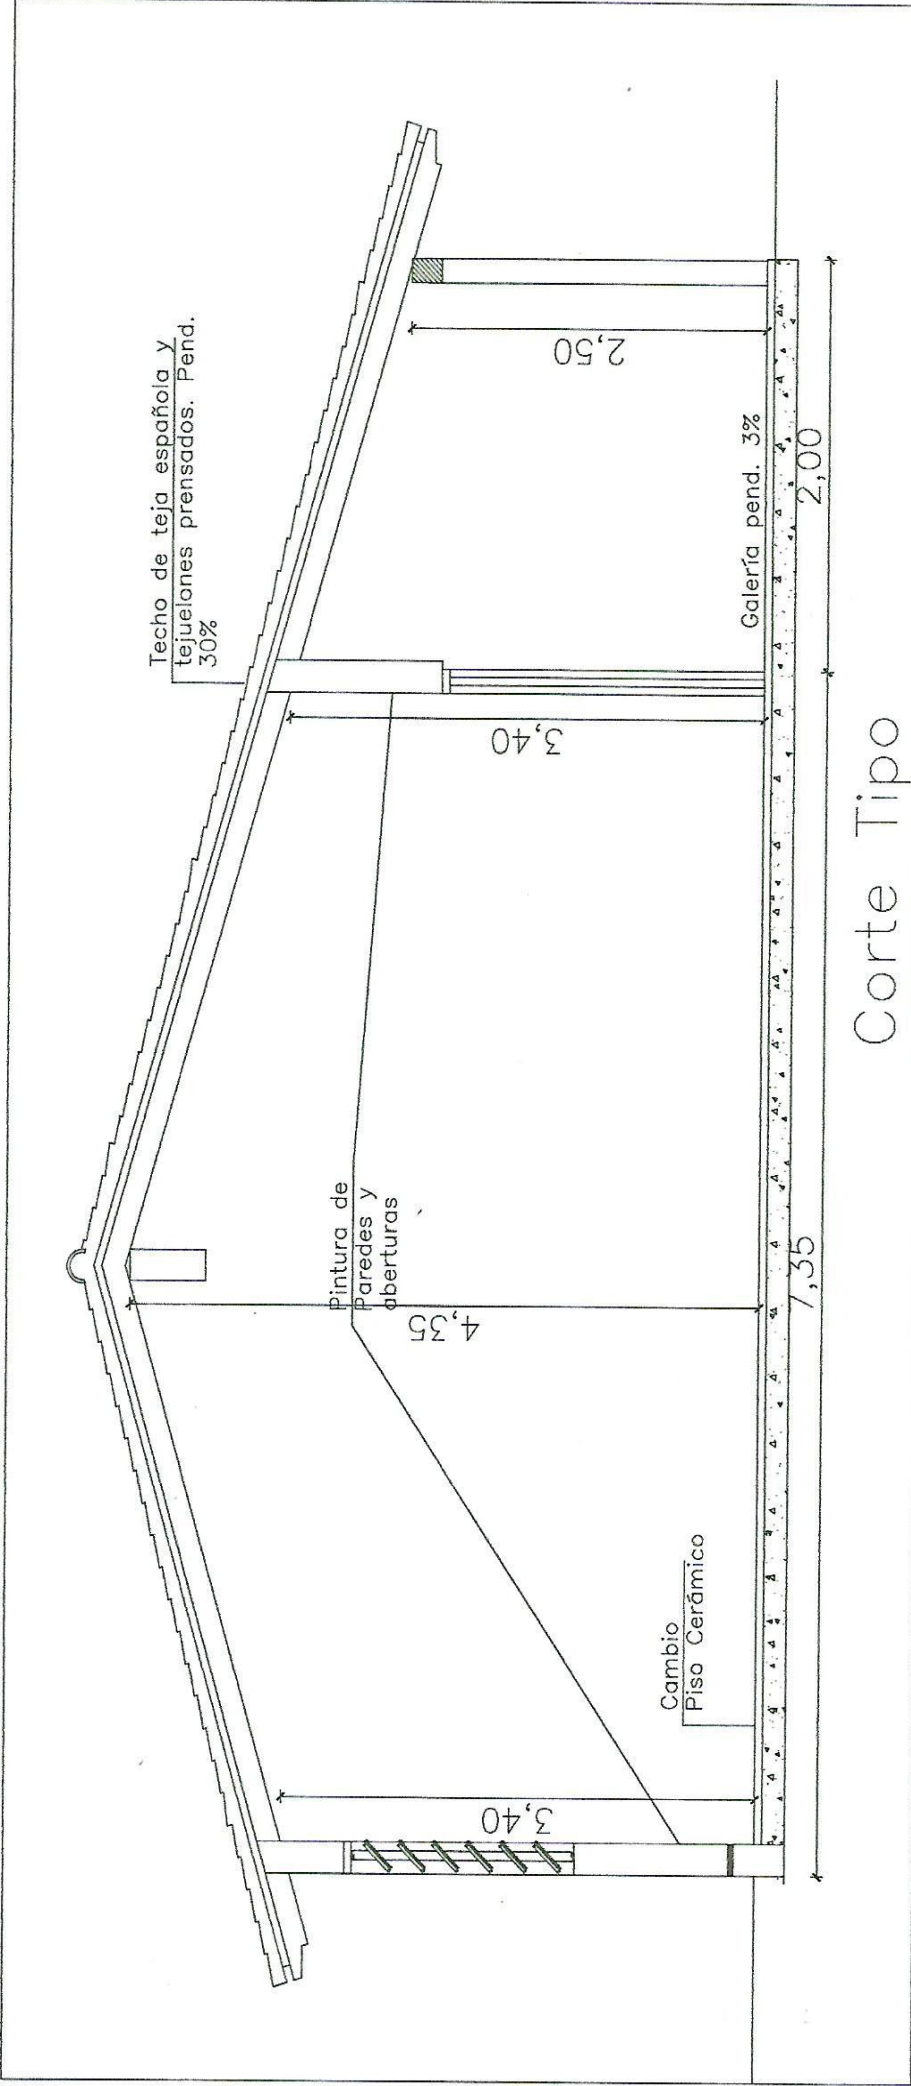 Techo de teja española y
tejuelones prensados. Pend.
30%
Pintura de
Paredes y
aberturas
4,35
3,40
3,40
2,50
Cambio
Piso Cerámico
Galería pend. 3%
7,35
2,00
Corte Tipo